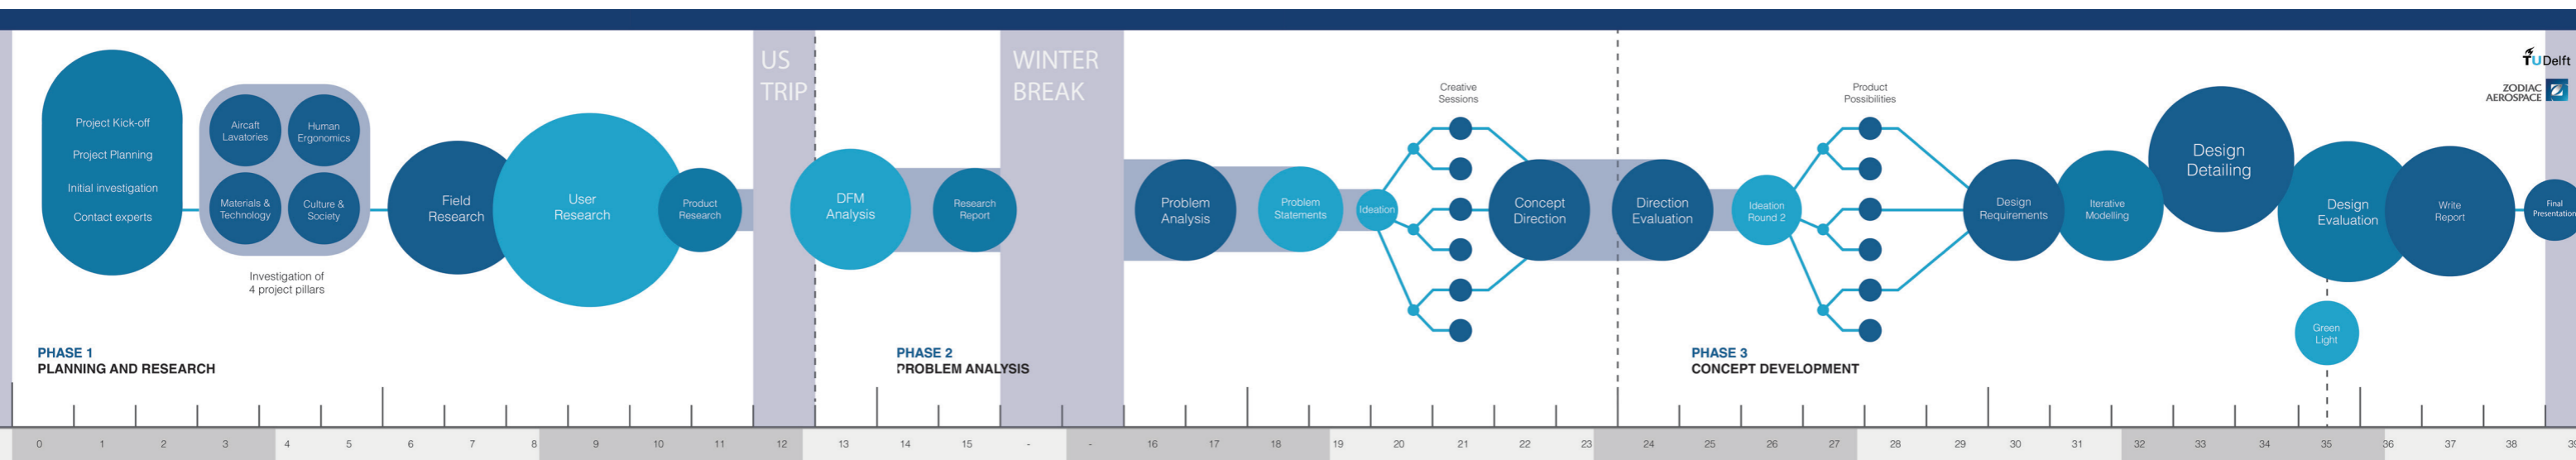 US
TRIP
WINTER
BREAK
TU Delft
ZODIAC
AEROSPACE
Project Kick-off
Project Planning
Initial investigation
Contact experts
Aircaft
Lavatories
Human
Ergonomics
Materials &
Technology
Culture &
Society
Investigation of
4 project pillars
Field
Research
User
Research
Product
Research
DFM
Analysis
Research
Report
Problem
Analysis
Problem
Statements
Ideation
Creative
Sessions
Concept
Direction
Direction
Evaluation
Ideation
Round 2
Product
Possibilities
Design
Requirements
Iterative
Modelling
Design
Detailing
Design
Evaluation
Green
Light
Write
Report
Final
Presentation
PHASE 1
PLANNING AND RESEARCH
PHASE 2
PROBLEM ANALYSIS
PHASE 3
CONCEPT DEVELOPMENT
0 1 2 3 4 5 6 7 8 9 10 11 12 13 14 15 - - 16 17 18 19 20 21 22 23 24 25 26 27 28 29 30 31 32 33 34 35 36 37 38 39